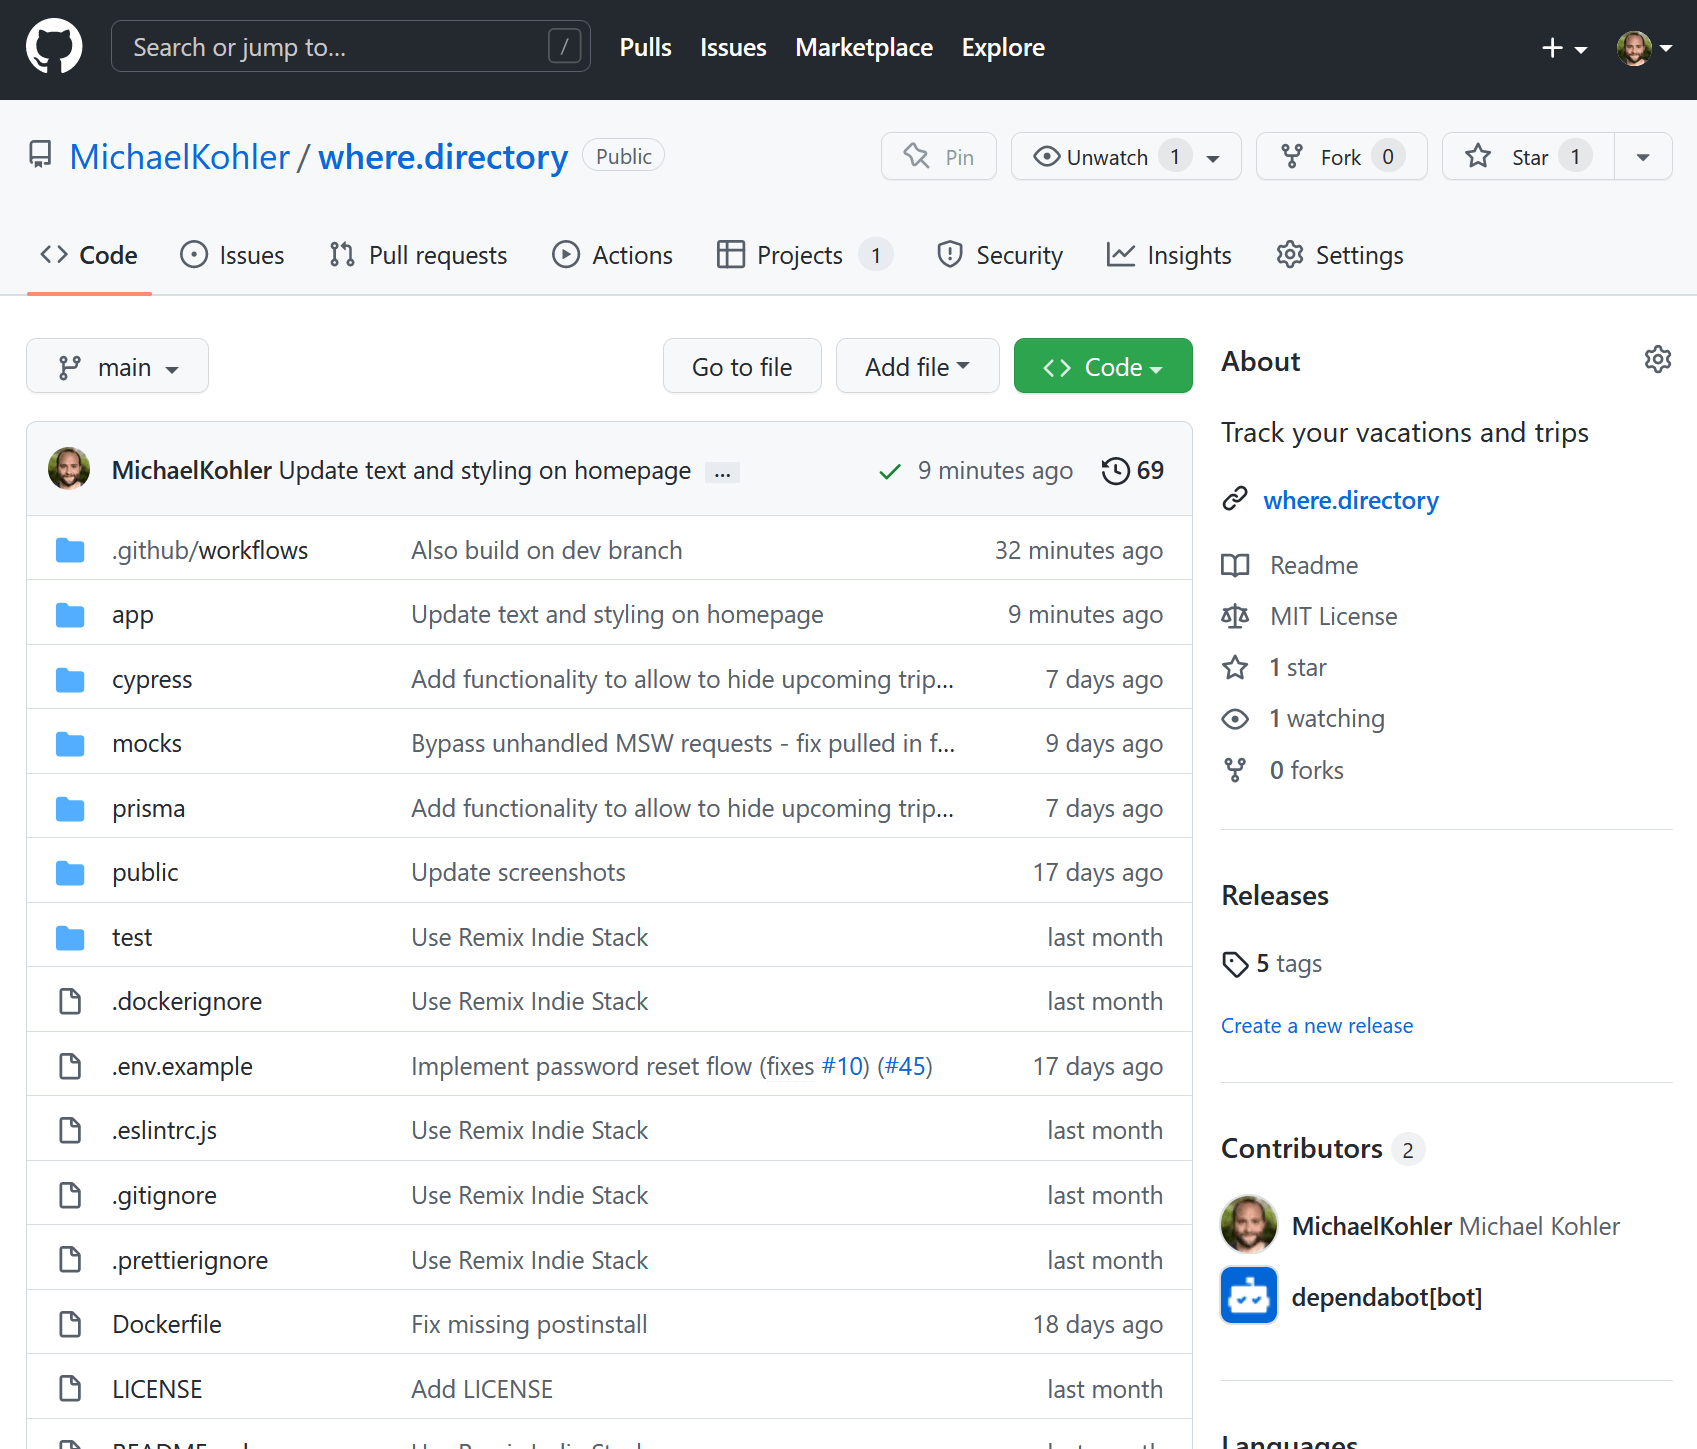 Search or jump to... / Pulls Issues Marketplace Explore
MichaelKohler / where.directory Public Pin Unwatch 1 Fork 0 Star 1
Code Issues Pull requests Actions Projects 1 Security Insights Settings
main Go to file Add file Code
MichaelKohler Update text and styling on homepage ... 9 minutes ago 69
.github/workflows Also build on dev branch 32 minutes ago
app Update text and styling on homepage 9 minutes ago
cypress Add functionality to allow to hide upcoming trip... 7 days ago
mocks Bypass unhandled MSW requests - fix pulled in f... 9 days ago
prisma Add functionality to allow to hide upcoming trip... 7 days ago
public Update screenshots 17 days ago
test Use Remix Indie Stack last month
.dockerignore Use Remix Indie Stack last month
.env.example Implement password reset flow (fixes #10) (#45) 17 days ago
.eslintrc.js Use Remix Indie Stack last month
.gitignore Use Remix Indie Stack last month
.prettierignore Use Remix Indie Stack last month
Dockerfile Fix missing postinstall 18 days ago
LICENSE Add LICENSE last month
About
Track your vacations and trips
where.directory
Readme
MIT License
1 star
1 watching
0 forks
Releases
5 tags
Create a new release
Contributors 2
MichaelKohler Michael Kohler
dependabot[bot]
Languages